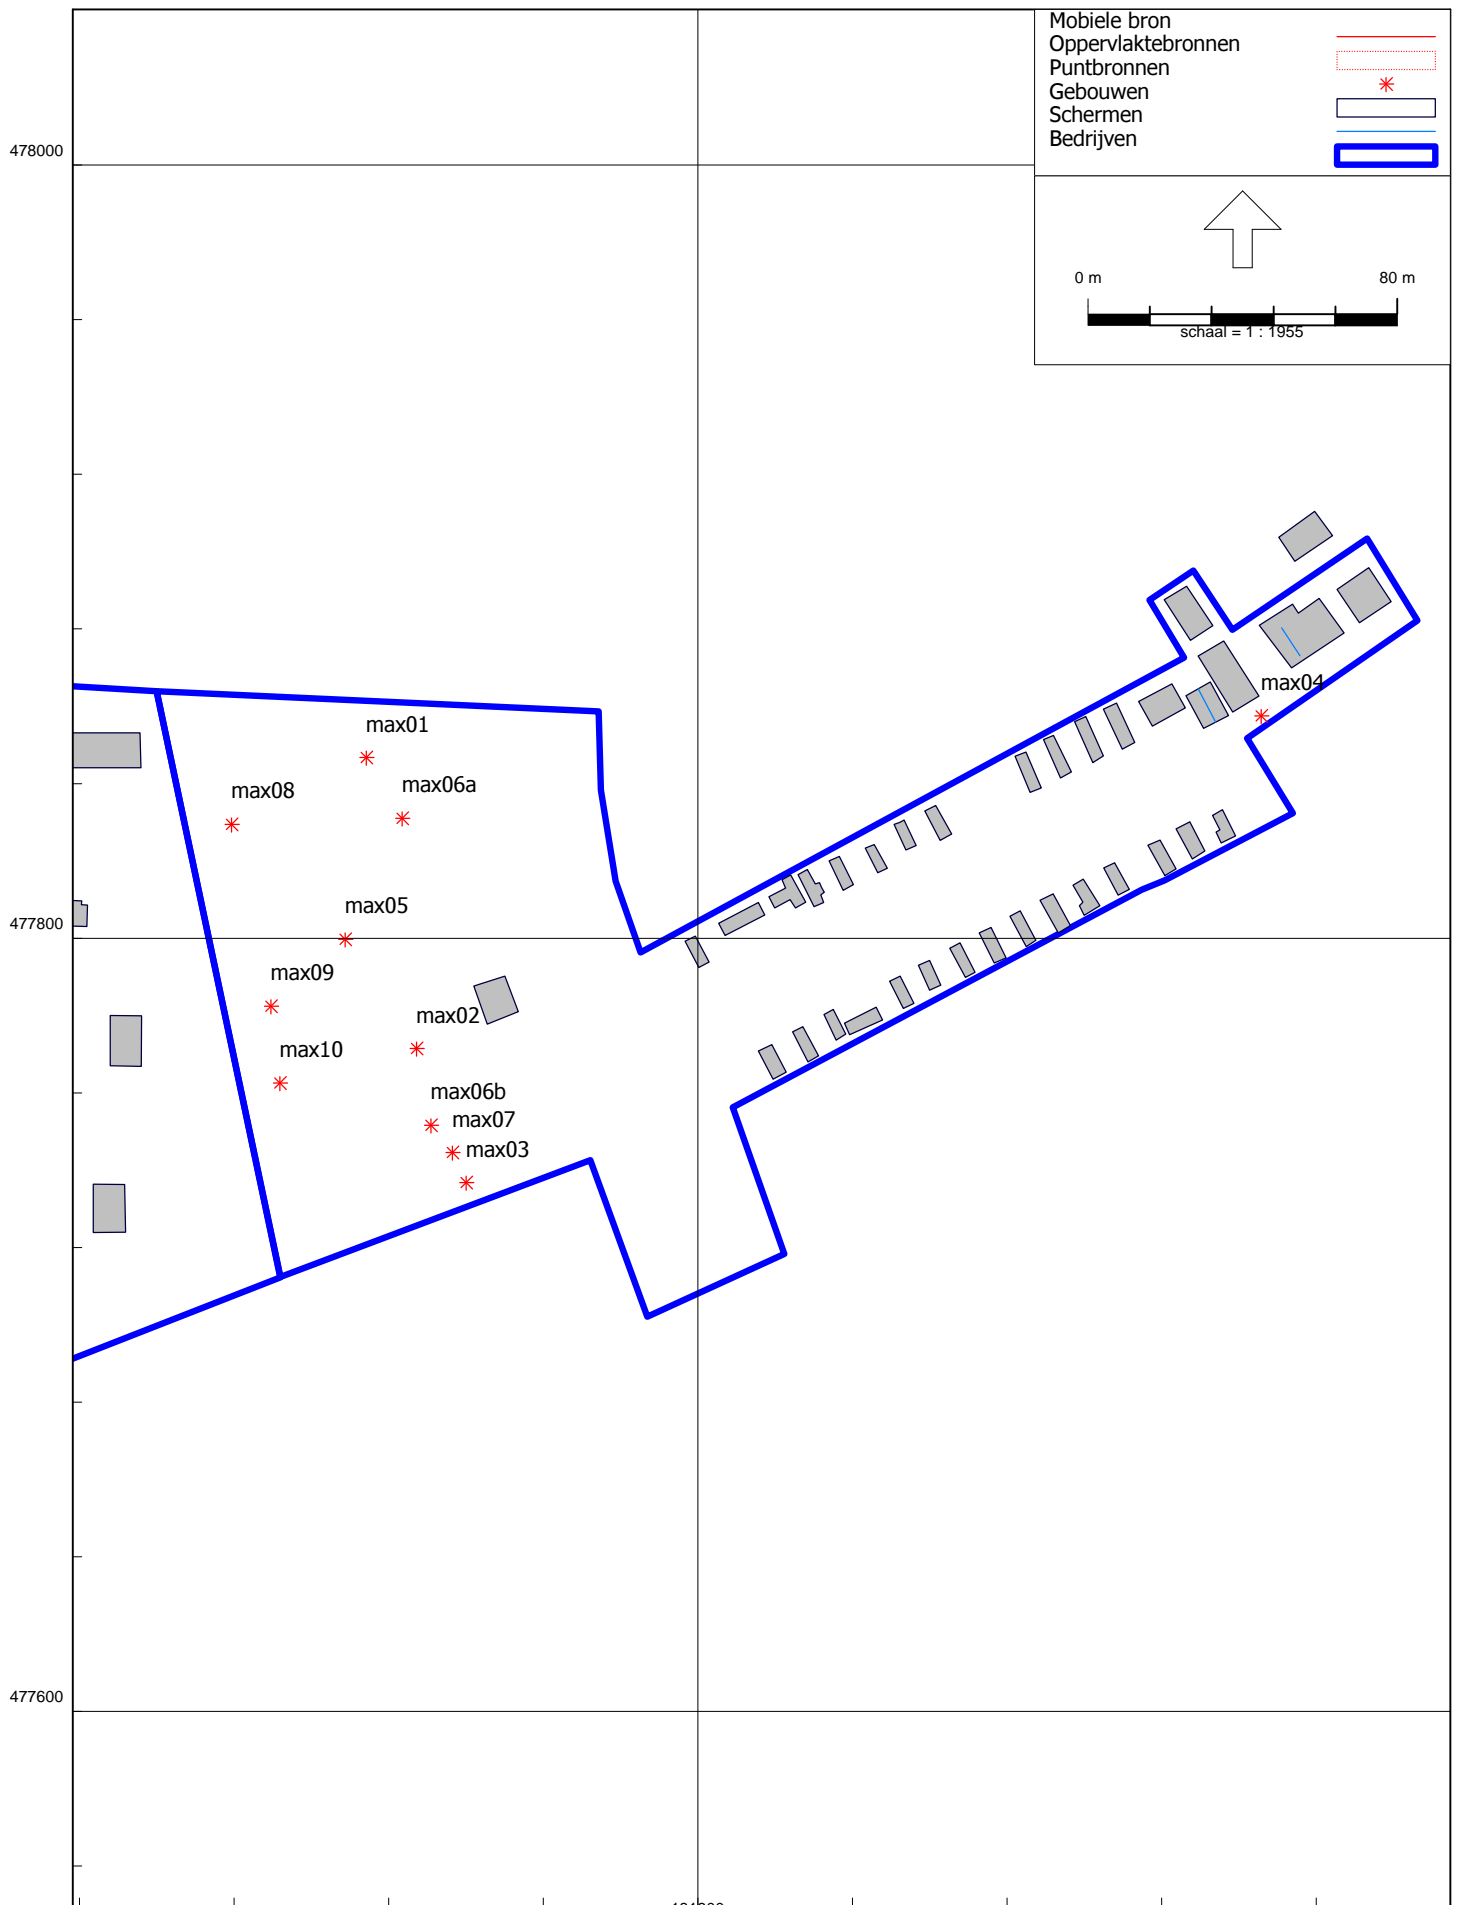 Mobiele bron
Oppervlaktebronnen
Puntbronnen
Gebouwen
Schermen
Bedrijven
478000
0 m 80 m
schaal = 1 : 1955
max04
max01
max08
max06a
max05
477800
max09
max02
max10
max06b
max07
max03
477600